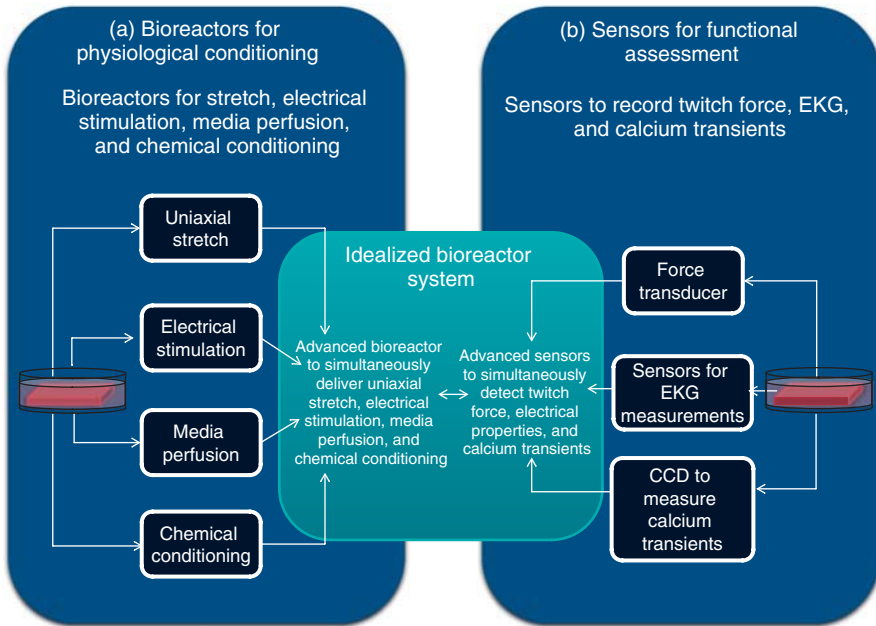 (a) Bioreactors for
physiological conditioning
Bioreactors for stretch, electrical
stimulation, media perfusion,
and chemical conditioning
Uniaxial
stretch
Electrical
stimulation
Media
perfusion
Chemical
conditioning
Idealized bioreactor
system
Advanced bioreactor
to simultaneously
deliver uniaxial
stretch, electrical
stimulation, media
perfusion, and
chemical conditioning
Advanced sensors
to simultaneously
detect twitch
force, electrical
properties, and
calcium transients
(b) Sensors for functional
assessment
Sensors to record twitch force, EKG,
and calcium transients
Force
transducer
Sensors for
EKG
measurements
CCD to
measure
calcium
transients